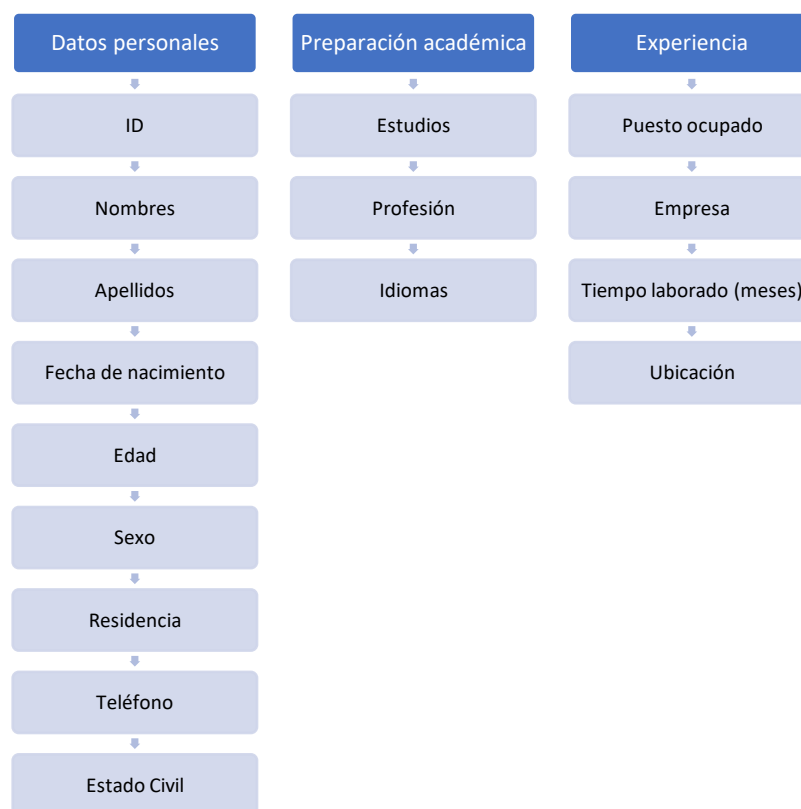 Datos personales
ID
Nombres
Apellidos
Fecha de nacimiento
Edad
Sexo
Residencia
Teléfono
Estado Civil
Preparación académica
Estudios
Profesión
Idiomas
Experiencia
Puesto ocupado
Empresa
Tiempo laborado (meses)
Ubicación